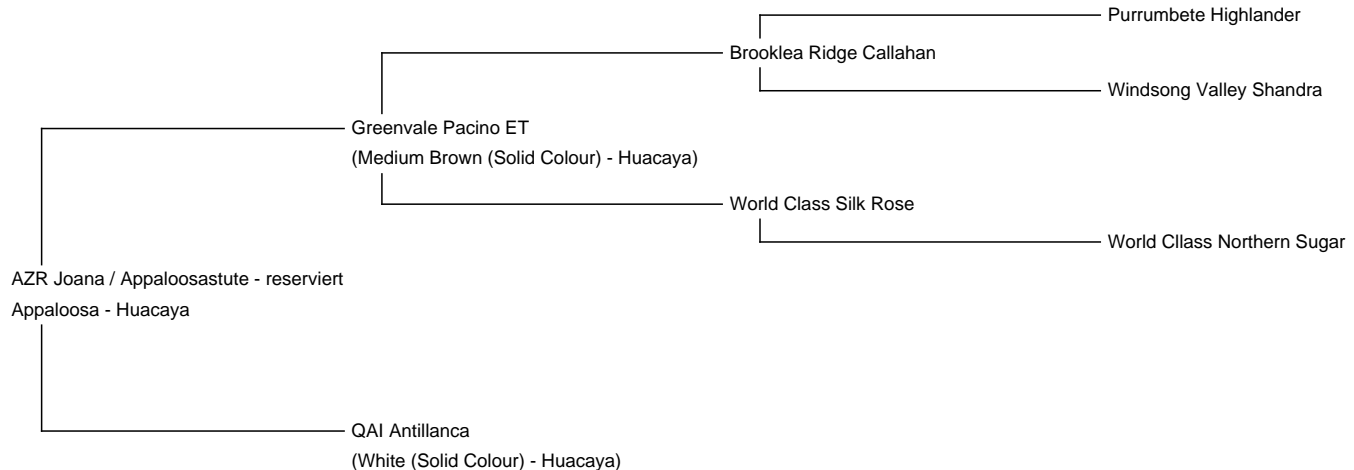 Purrumbete Highlander
Brooklea Ridge Callahan
Windsong Valley Shandra
Greenvale Pacino ET
(Medium Brown (Solid Colour) - Huacaya)
World Class Silk Rose
World Cllass Northern Sugar
AZR Joana / Appaloosastute - reserviert
Appaloosa - Huacaya
QAI Antillanca
(White (Solid Colour) - Huacaya)